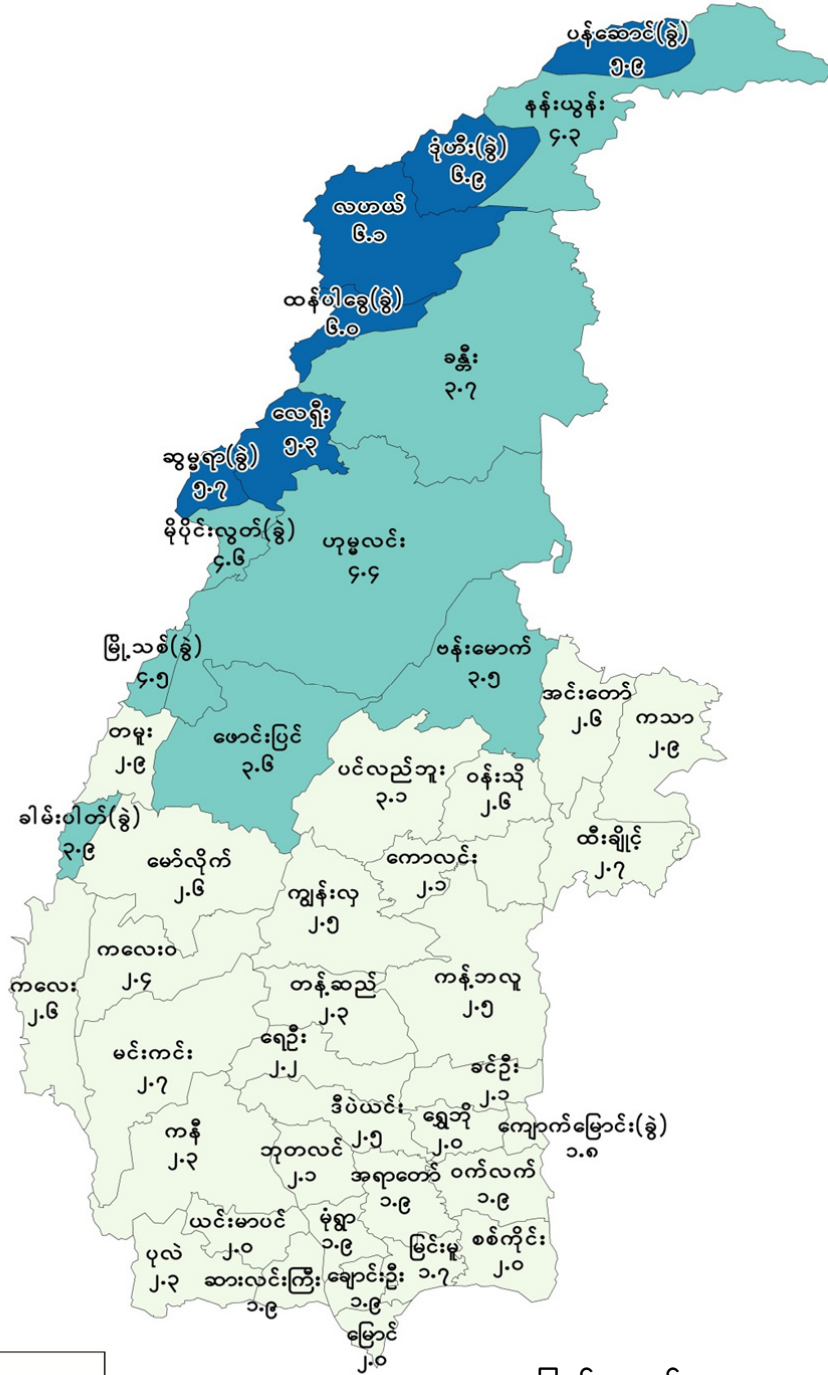 ပန်ဆောင်(ခွဲ)
၅.၉
နန်းယွန်း
၄.၃
ဒုံဟီး(ခွဲ)
၆.၉
လဟယ်
၆.၁
ထန်ပါခွေ(ခွဲ)
၆.၀
ခန္တီး
၃.၇
လေရှီး
၅.၃
ဆွမ္မရာ(ခွဲ)
၅.၇
မိုပိုင်းလွတ်(ခွဲ)
၄.၆
ဟုမ္မလင်း
၄.၄
မြို့သစ်(ခွဲ)
၄.၅
ဗန်းမောက်
၃.၅
အင်းတော်
၂.၆
ကသာ
၂.၉
တမူး
၂.၉
ဖောင်းပြင်
၃.၆
ပင်လည်ဘူး
၃.၁
ဝန်းသို
၂.၆
ခါမ်းပါတ်(ခွဲ)
၃.၉
မော်လိုက်
၂.၆
ကောလင်း
၂.၁
ထီးချိုင့်
၂.၇
ကျွန်းလှ
၂.၅
ကလေးဝ
၂.၄
ကလေး
၂.၆
တန့်ဆည်
၂.၃
ကန့်ဘလူ
၂.၅
မင်းကင်း
၂.၇
ရေဦး
၂.၂
ခင်ဦး
၂.၁
ဒီပဲယင်း
၂.၅
ရွှေဘို
၂.၀
ကျောက်မြောင်း(ခွဲ)
၁.၈
ကနီ
၂.၃
ဘုတလင်
၂.၁
အရာတော်
၁.၉
ဝက်လက်
၁.၉
ယင်းမာပင်
၂.၀
မုံရွာ
၁.၉
မြင်းမူ
၁.၇
စစ်ကိုင်း
၂.၀
ပုလဲ
၂.၃
ဆားလင်းကြီး
၁.၉
ချောင်းဦး
၁.၉
မြောင်
၂.၀